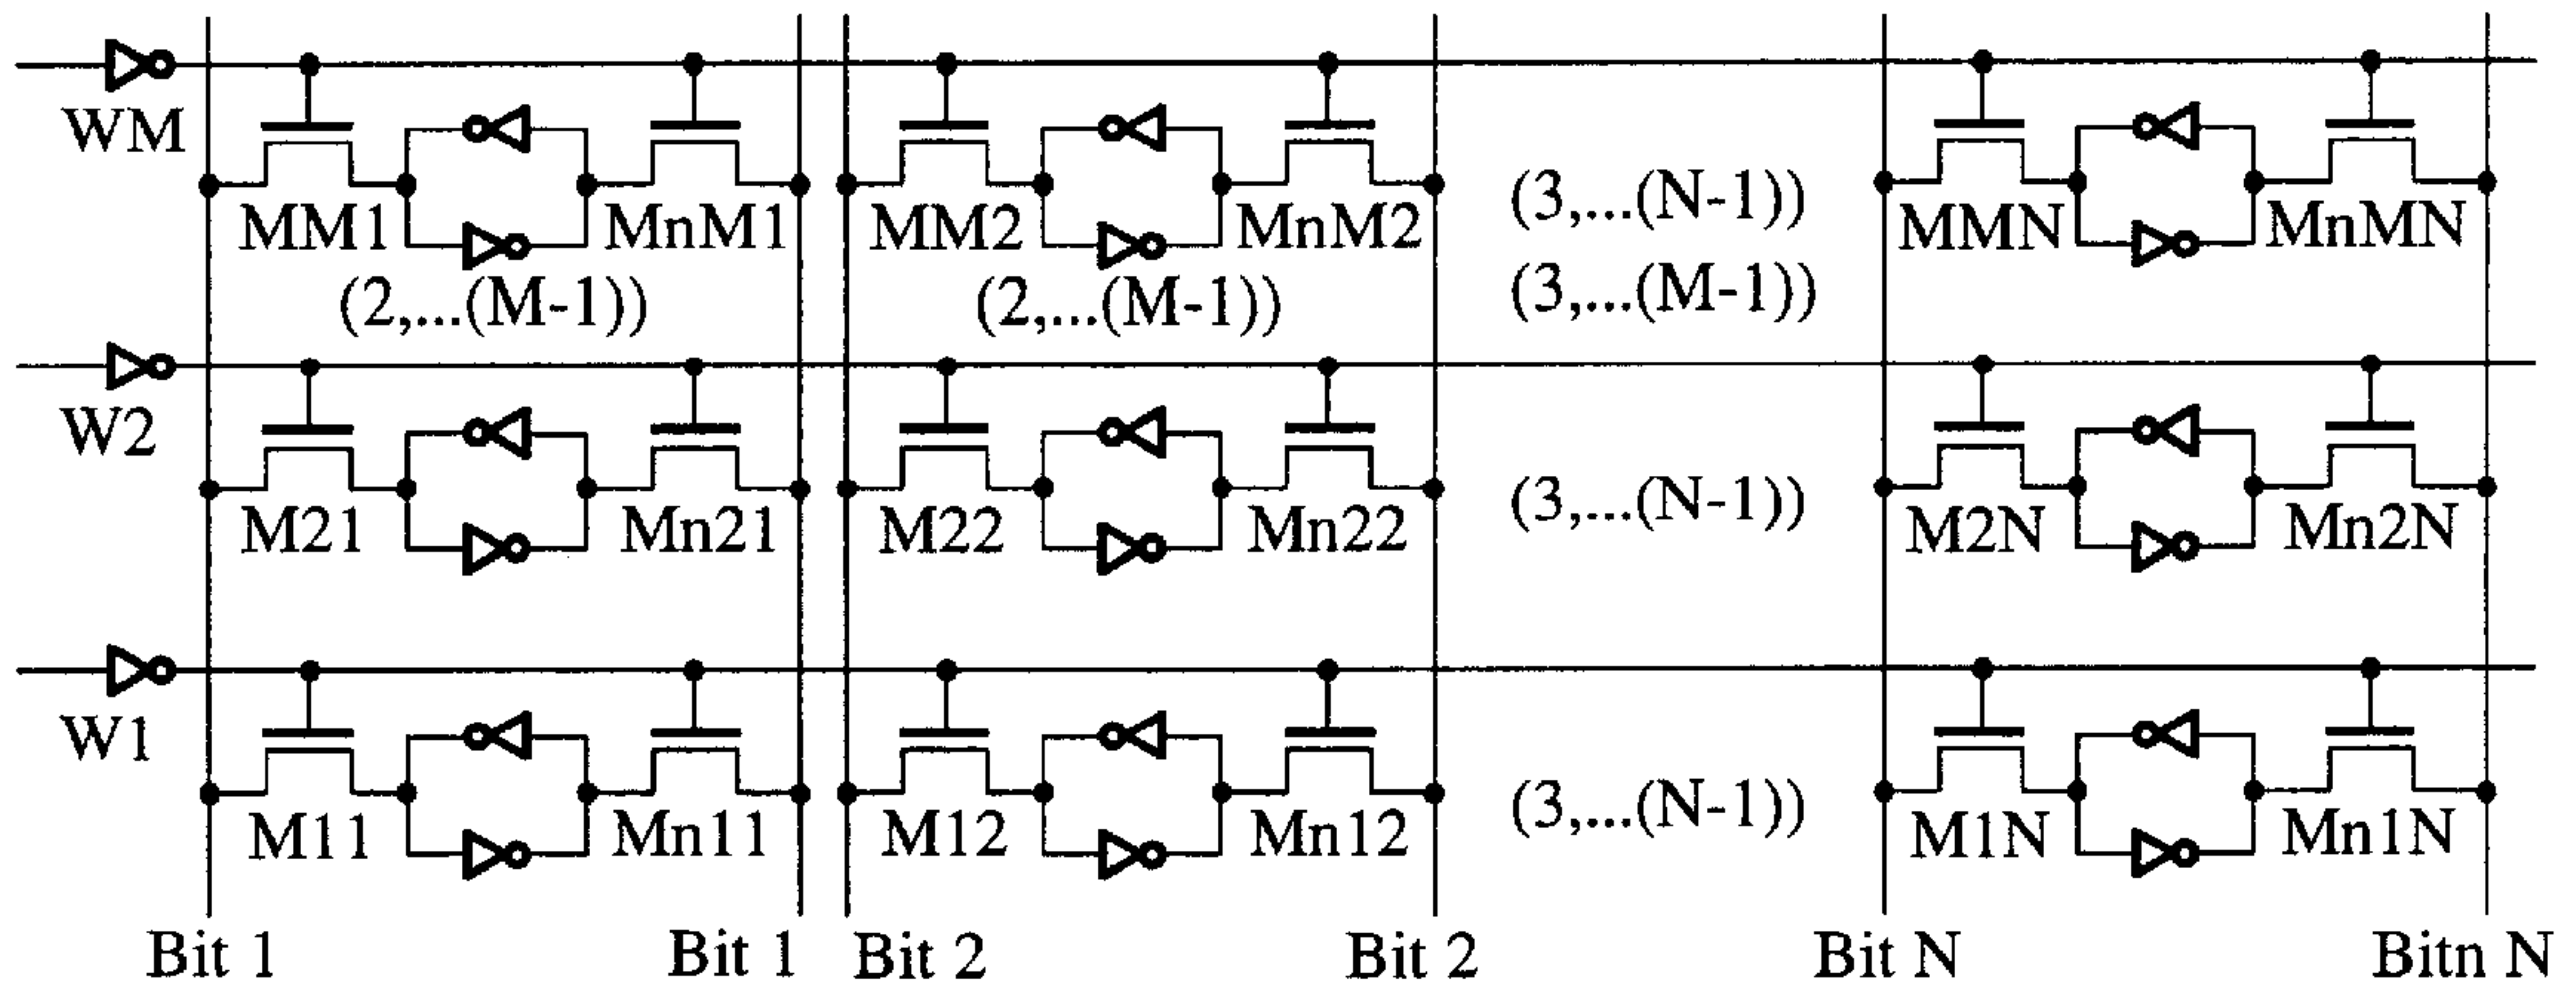 WM
MM1 MnM1 MM2 MnM2 (3,...(N-1)) MMN MnMN
(2,...(M-1)) (2,...(M-1)) (3,...(M-1))
W2
M21 Mn21 M22 Mn22 (3,...(N-1)) M2N Mn2N
W1
M11 Mn11 M12 Mn12 (3,...(N-1)) M1N Mn1N
Bit 1 Bit 1 Bit 2 Bit 2 Bit N Bitn N